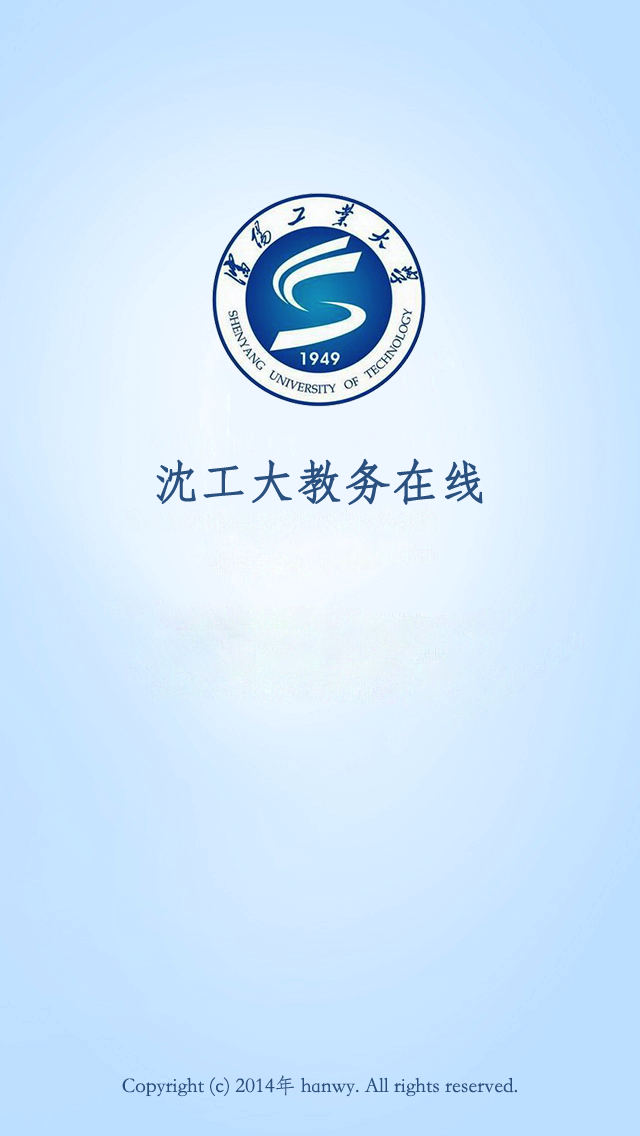 沈阳工业大学
1949
SHENYANG UNIVERSITY OF TECHNOLOGY
沈工大教务在线
Copyright (c) 2014年 hanwy. All rights reserved.